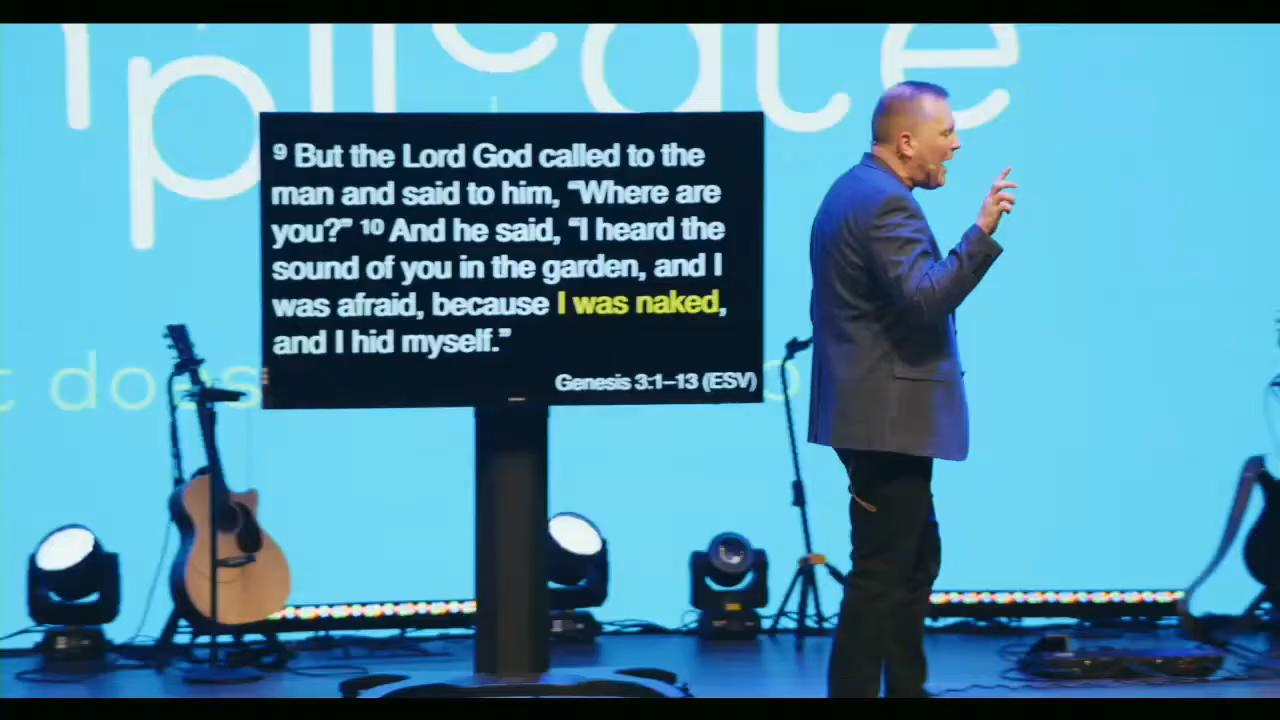 plicate
⁹ But the Lord God called to the
man and said to him, “Where are
you?” ¹⁰ And he said, “I heard the
sound of you in the garden, and I
was afraid, because I was naked,
and I hid myself.”
Genesis 3:1–13 (ESV)
does